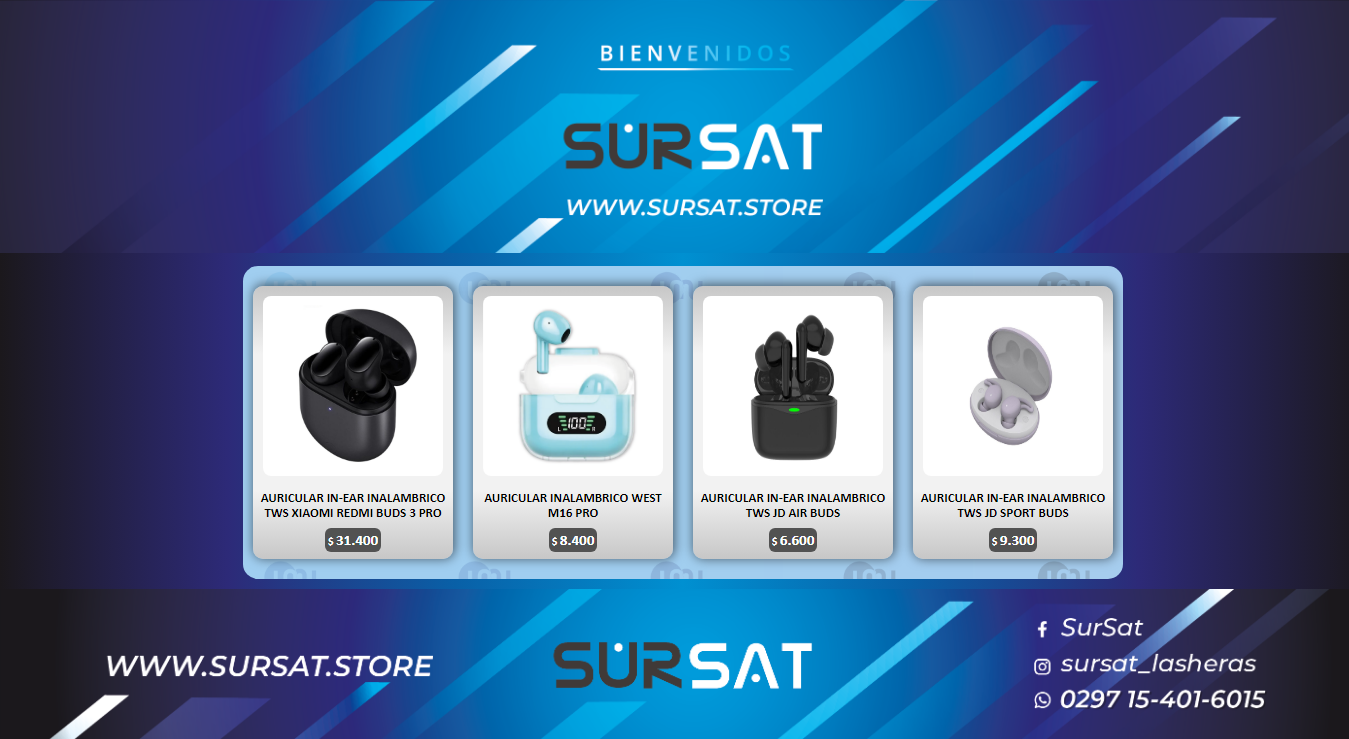 BIENVENIDOS
SURSAT
WWW.SURSAT.STORE
100
L R
AURICULAR IN-EAR INALAMBRICO
TWS XIAOMI REDMI BUDS 3 PRO
$ 31.400
AURICULAR INALAMBRICO WEST
M16 PRO
$ 8.400
AURICULAR IN-EAR INALAMBRICO
TWS JD AIR BUDS
$ 6.600
AURICULAR IN-EAR INALAMBRICO
TWS JD SPORT BUDS
$ 9.300
WWW.SURSAT.STORE
SURSAT
SurSat
sursat_lasheras
0297 15-401-6015